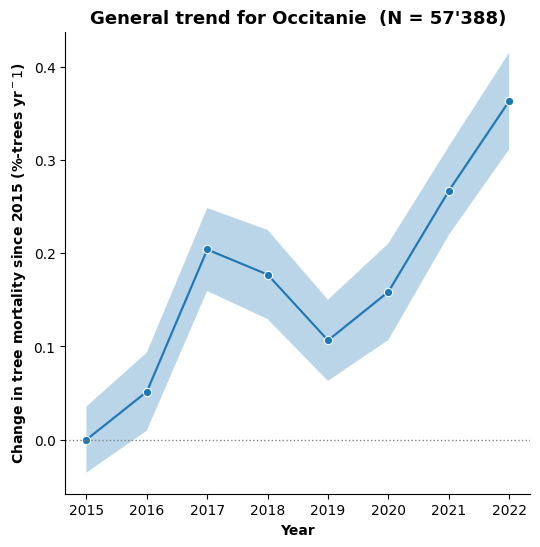 General trend for Occitanie  (N = 57'388)
Change in tree mortality since 2015 (%-trees yr⁻1)
0.4
0.3
0.2
0.1
0.0
2015 2016 2017 2018 2019 2020 2021 2022
Year